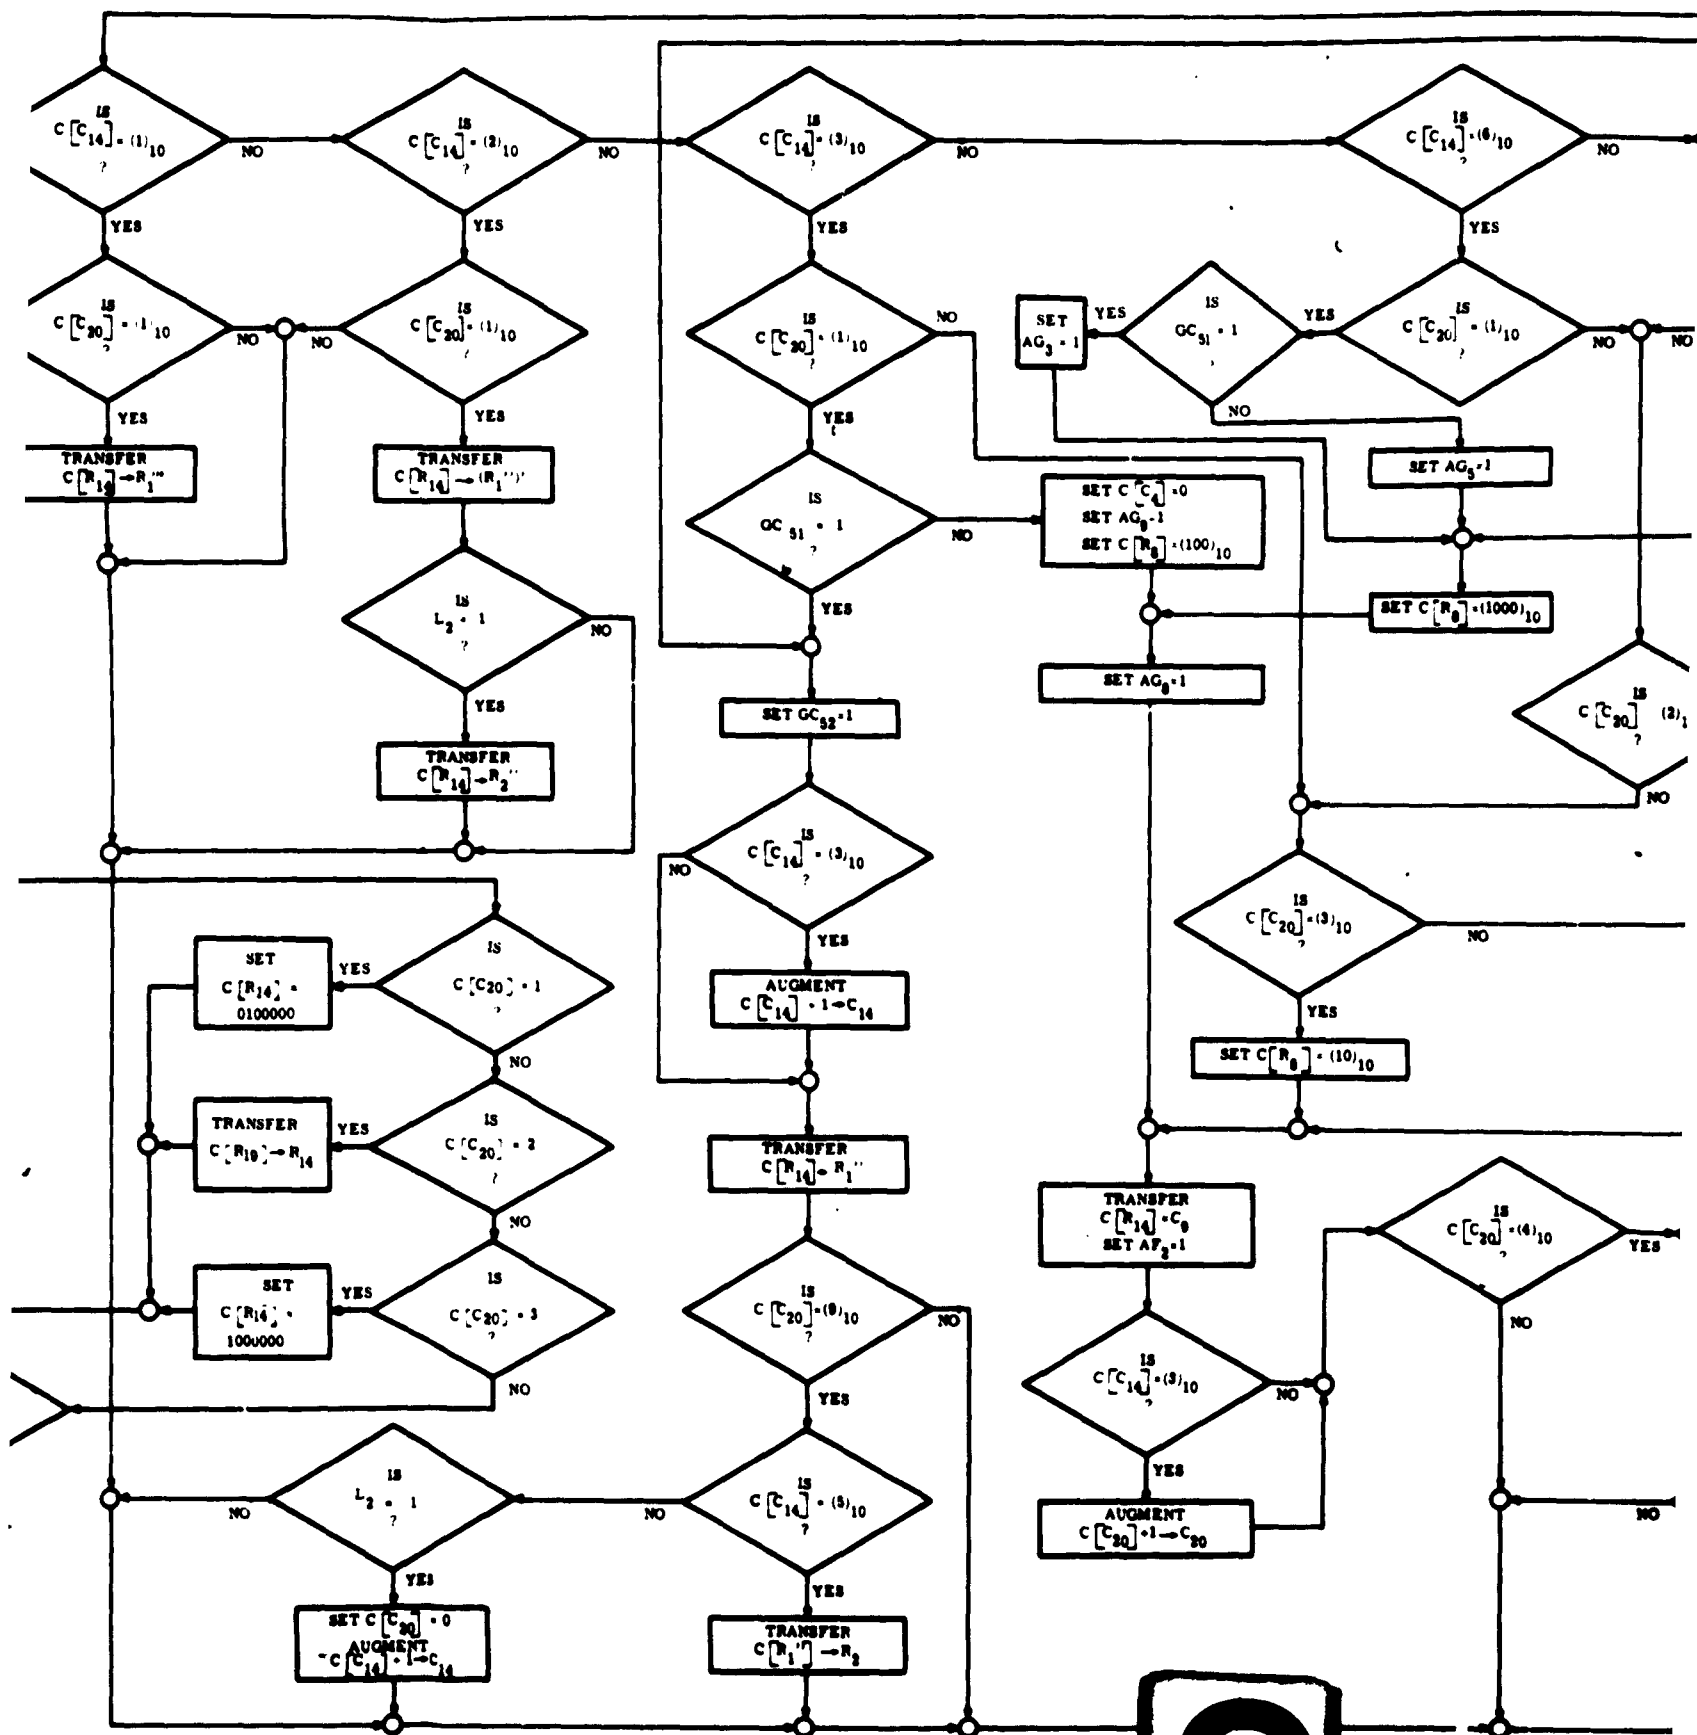 IS
C[C14]=(1)10
?
NO
YES
IS
C[C14]=(2)10
?
NO
YES
IS
C[C14]=(3)10
?
NO
YES
IS
C[C14]=(6)10
?
NO
YES
IS
C[C20]=(1)10
?
NO
YES
IS
C[C20]=(1)10
?
NO
YES
IS
C[C20]=(1)10
?
NO
YES
SET
AG3=1
YES
IS
GC51=1
?
NO
YES
IS
C[C20]=(1)10
?
NO
NO
TRANSFER
C[R14]→R1'''
TRANSFER
C[R14]→(R1'')'
IS
GC51=1
?
NO
YES
SET C[C4]=0
SET C[R8]=(100)10
SET AG5=1
SET C[R8]=(1000)10
IS
L2=1
?
NO
YES
SET AG8=1
SET GC52=1
IS
C[C20] (2)1
?
NO
TRANSFER
C[R14]→R2''
IS
C[C14]=(3)10
?
NO
YES
IS
C[C20]=(3)10
?
NO
YES
SET
C[R14]=
0100000
YES
IS
C[C20]=1
?
NO
AUGMENT
C[C14]+1→C14
SET C[R8]=(10)10
TRANSFER
C[R19]→R14
YES
IS
C[C20]=2
?
NO
TRANSFER
C[R14]→R1''
TRANSFER
C[R14]=C9
SET AF2=1
IS
C[C20]=(4)10
?
YES
NO
SET
C[R14]=
1000000
YES
IS
C[C20]=3
?
NO
IS
C[C20]=(9)10
?
NO
YES
IS
C[C14]=(3)10
?
NO
YES
IS
L2=1
?
NO
YES
IS
C[C14]=(5)10
?
NO
YES
AUGMENT
C[C20]+1→C20
NO
SET C[C20]=0
AUGMENT
C[C14]+1→C14
TRANSFER
C[R1'']→R2